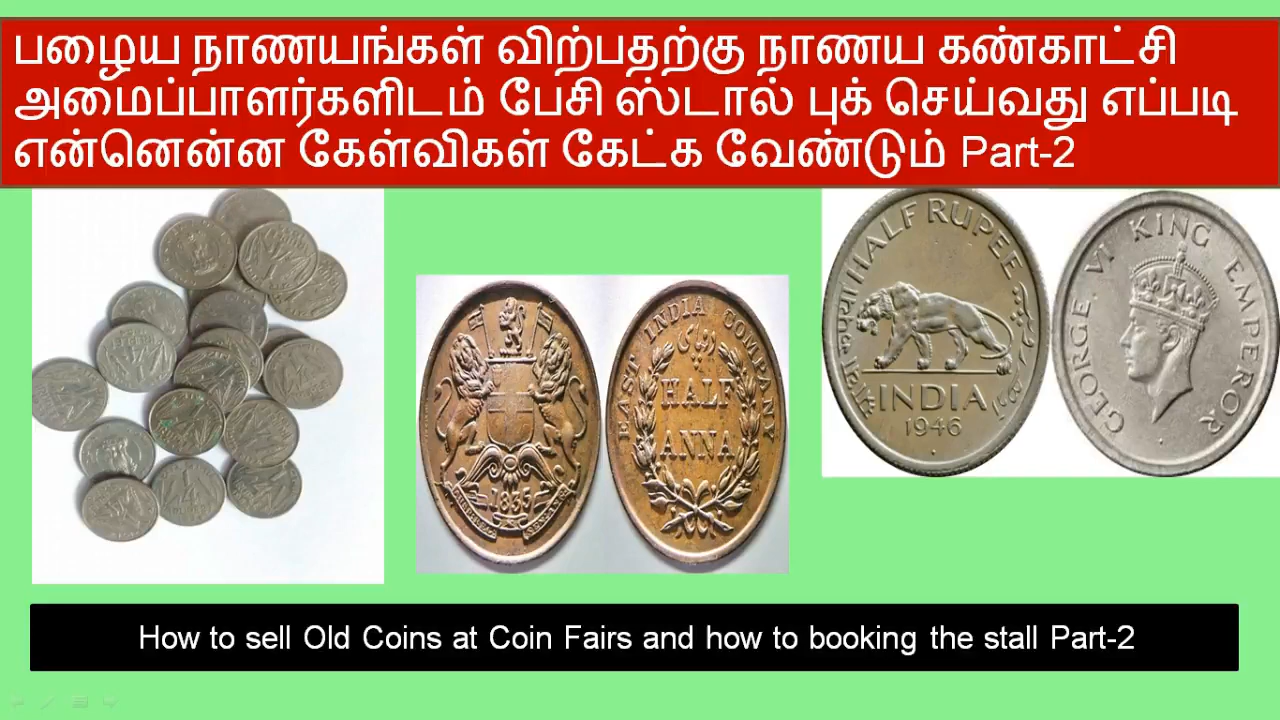 பழைய நாணயங்கள் விற்பதற்கு நாணய கண்காட்சி
அமைப்பாளர்களிடம் பேசி ஸ்டால் புக் செய்வது எப்படி
என்னென்ன கேள்விகள் கேட்க வேண்டும் Part-2
HALF RUPEE
INDIA
1946
GEORGE VI KING EMPEROR
EAST INDIA COMPANY
HALF
ANNA
1835
How to sell Old Coins at Coin Fairs and how to booking the stall Part-2